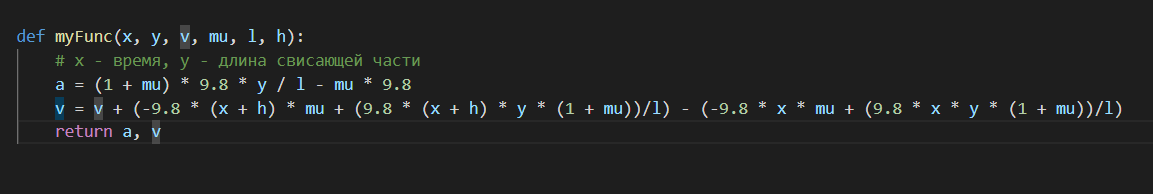 def myFunc(x, y, v, mu, l, h):
# x - время, y - длина свисающей части
a = (1 + mu) * 9.8 * y / l - mu * 9.8
v = v + (-9.8 * (x + h) * mu + (9.8 * (x + h) * y * (1 + mu))/l) - (-9.8 * x * mu + (9.8 * x * y * (1 + mu))/l)
return a, v